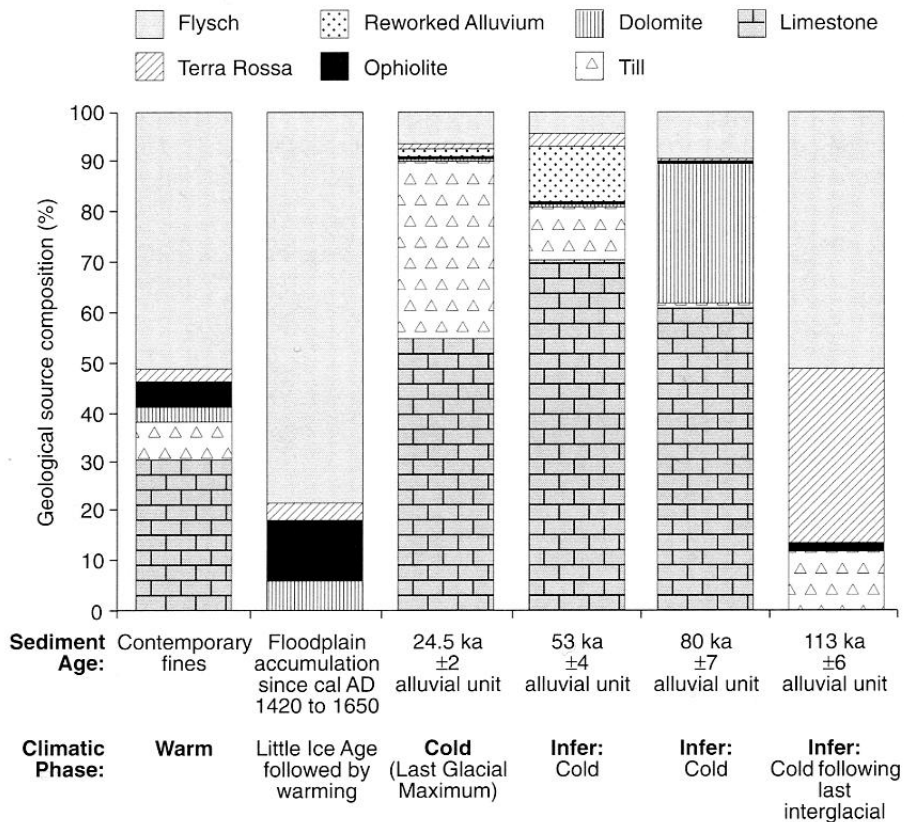 Flysch
Reworked Alluvium
Dolomite
Limestone
Terra Rossa
Ophiolite
Till
Geological source composition (%)
100
90
80
70
60
50
40
30
20
10
0
Sediment Age:
Contemporary fines
Floodplain accumulation since cal AD 1420 to 1650
24.5 ka ±2 alluvial unit
53 ka ±4 alluvial unit
80 ka ±7 alluvial unit
113 ka ±6 alluvial unit
Climatic Phase:
Warm
Little Ice Age followed by warming
Cold (Last Glacial Maximum)
Infer: Cold
Infer: Cold
Infer: Cold following last interglacial